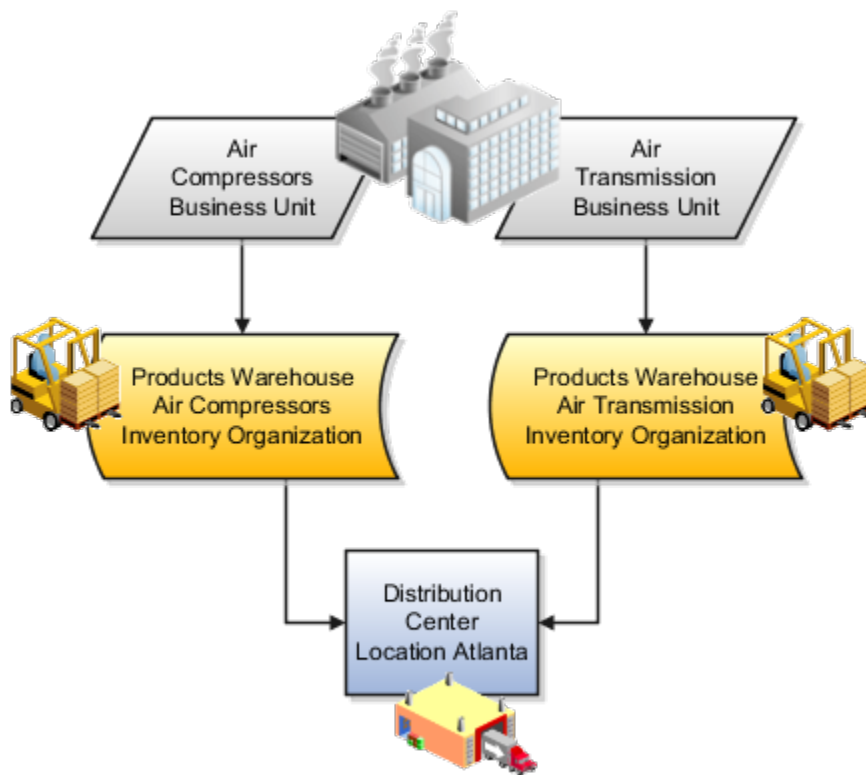 Air
Compressors
Business Unit
Air
Transmission
Business Unit
Products Warehouse
Air Compressors
Inventory Organization
Products Warehouse
Air Transmission
Inventory Organization
Distribution
Center
Location Atlanta